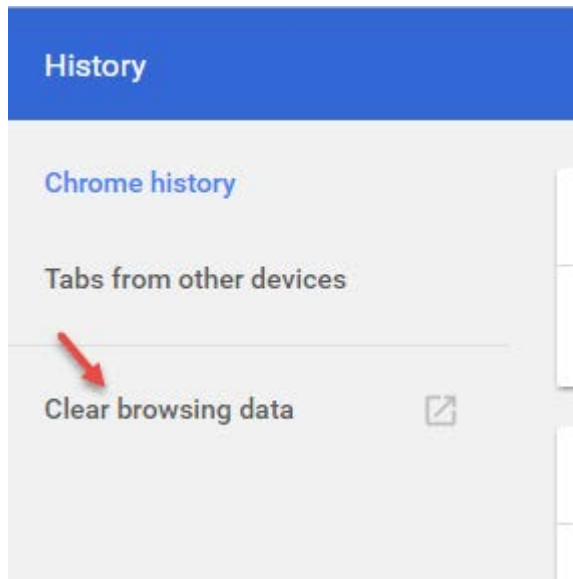 History
Chrome history
Tabs from other devices
Clear browsing data